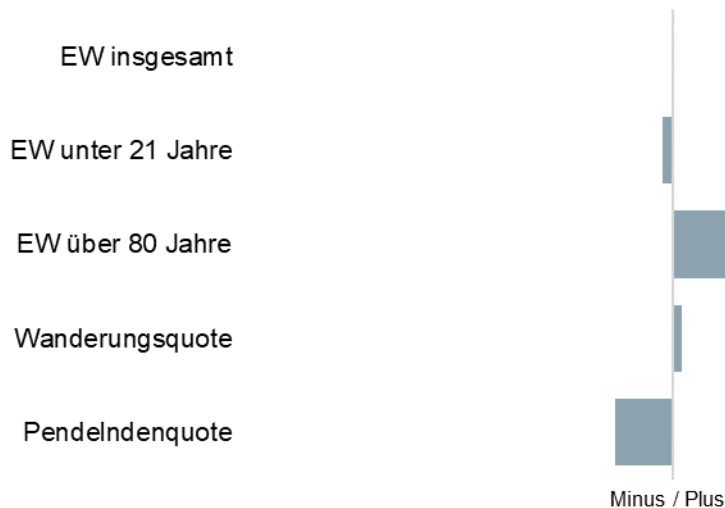 EW insgesamt
EW unter 21 Jahre
EW über 80 Jahre
Wanderungsquote
Pendelndenquote
Minus / Plus